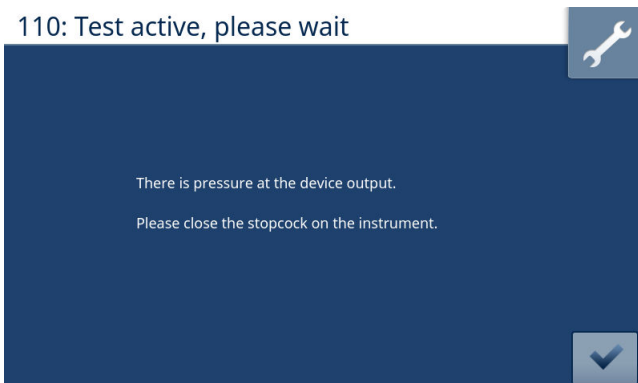 110: Test active, please wait
There is pressure at the device output.
Please close the stopcock on the instrument.